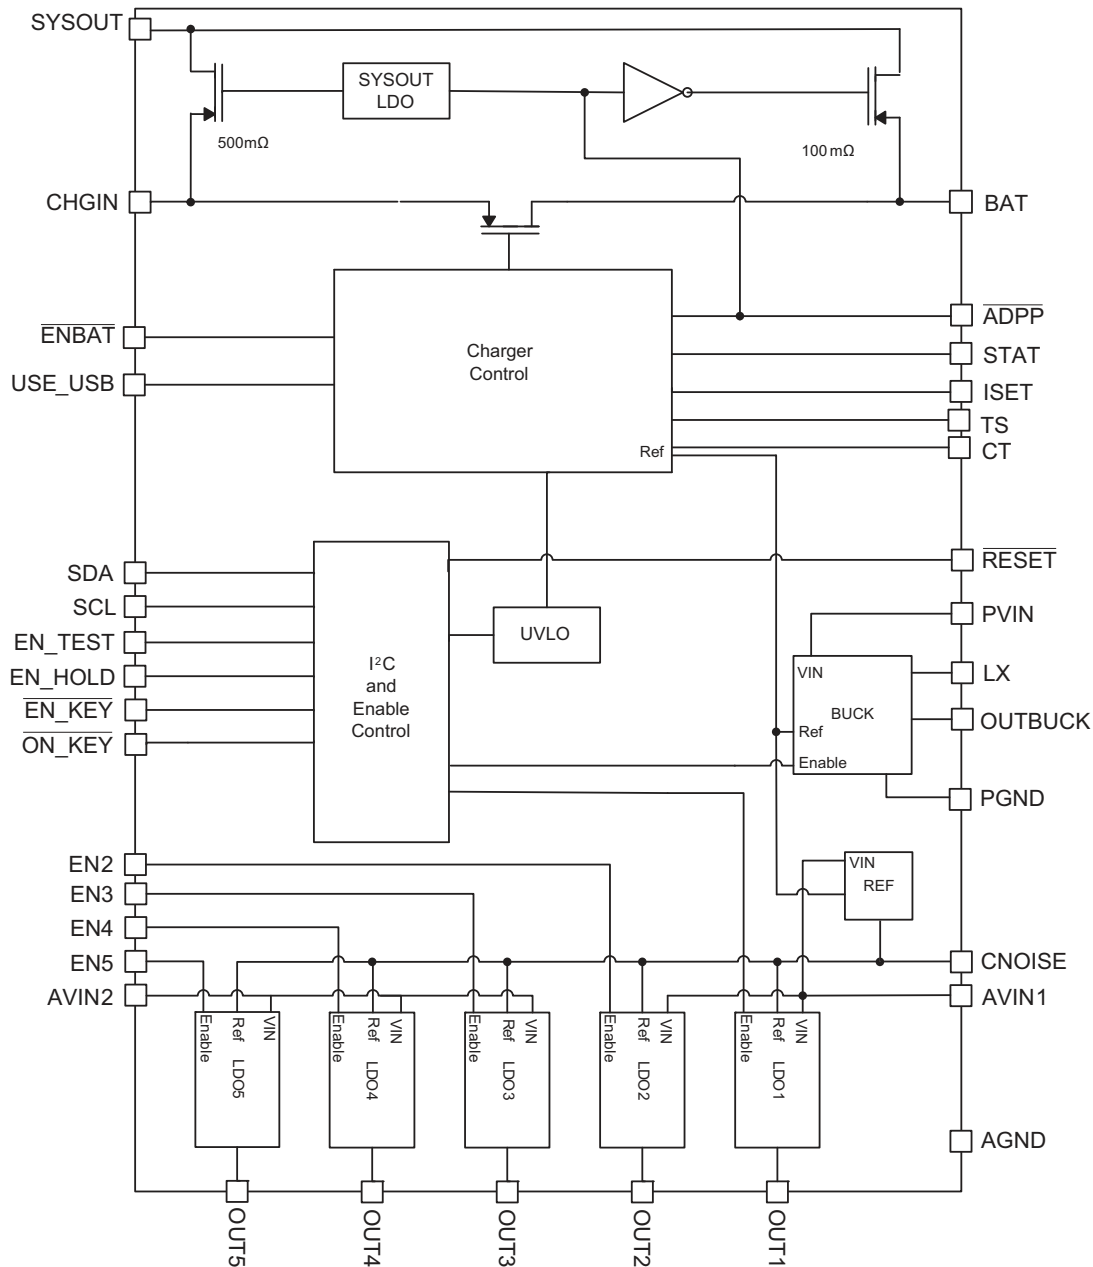 SYSOUT
SYSOUT
LDO
500mΩ
100mΩ
CHGIN
BAT
ENBAT
USE_USB
Charger
Control
Ref
ADPP
STAT
ISET
TS
CT
SDA
SCL
EN_TEST
EN_HOLD
EN_KEY
ON_KEY
I²C
and
Enable
Control
UVLO
RESET
PVIN
LX
OUTBUCK
PGND
VIN
BUCK
Ref
Enable
VIN
REF
EN2
EN3
EN4
EN5
AVIN2
CNOISE
AVIN1
AGND
Enable
Ref
VIN
LDO5
Enable
Ref
VIN
LDO4
Enable
Ref
VIN
LDO3
Enable
Ref
VIN
LDO2
Enable
Ref
VIN
LDO1
OUT5
OUT4
OUT3
OUT2
OUT1